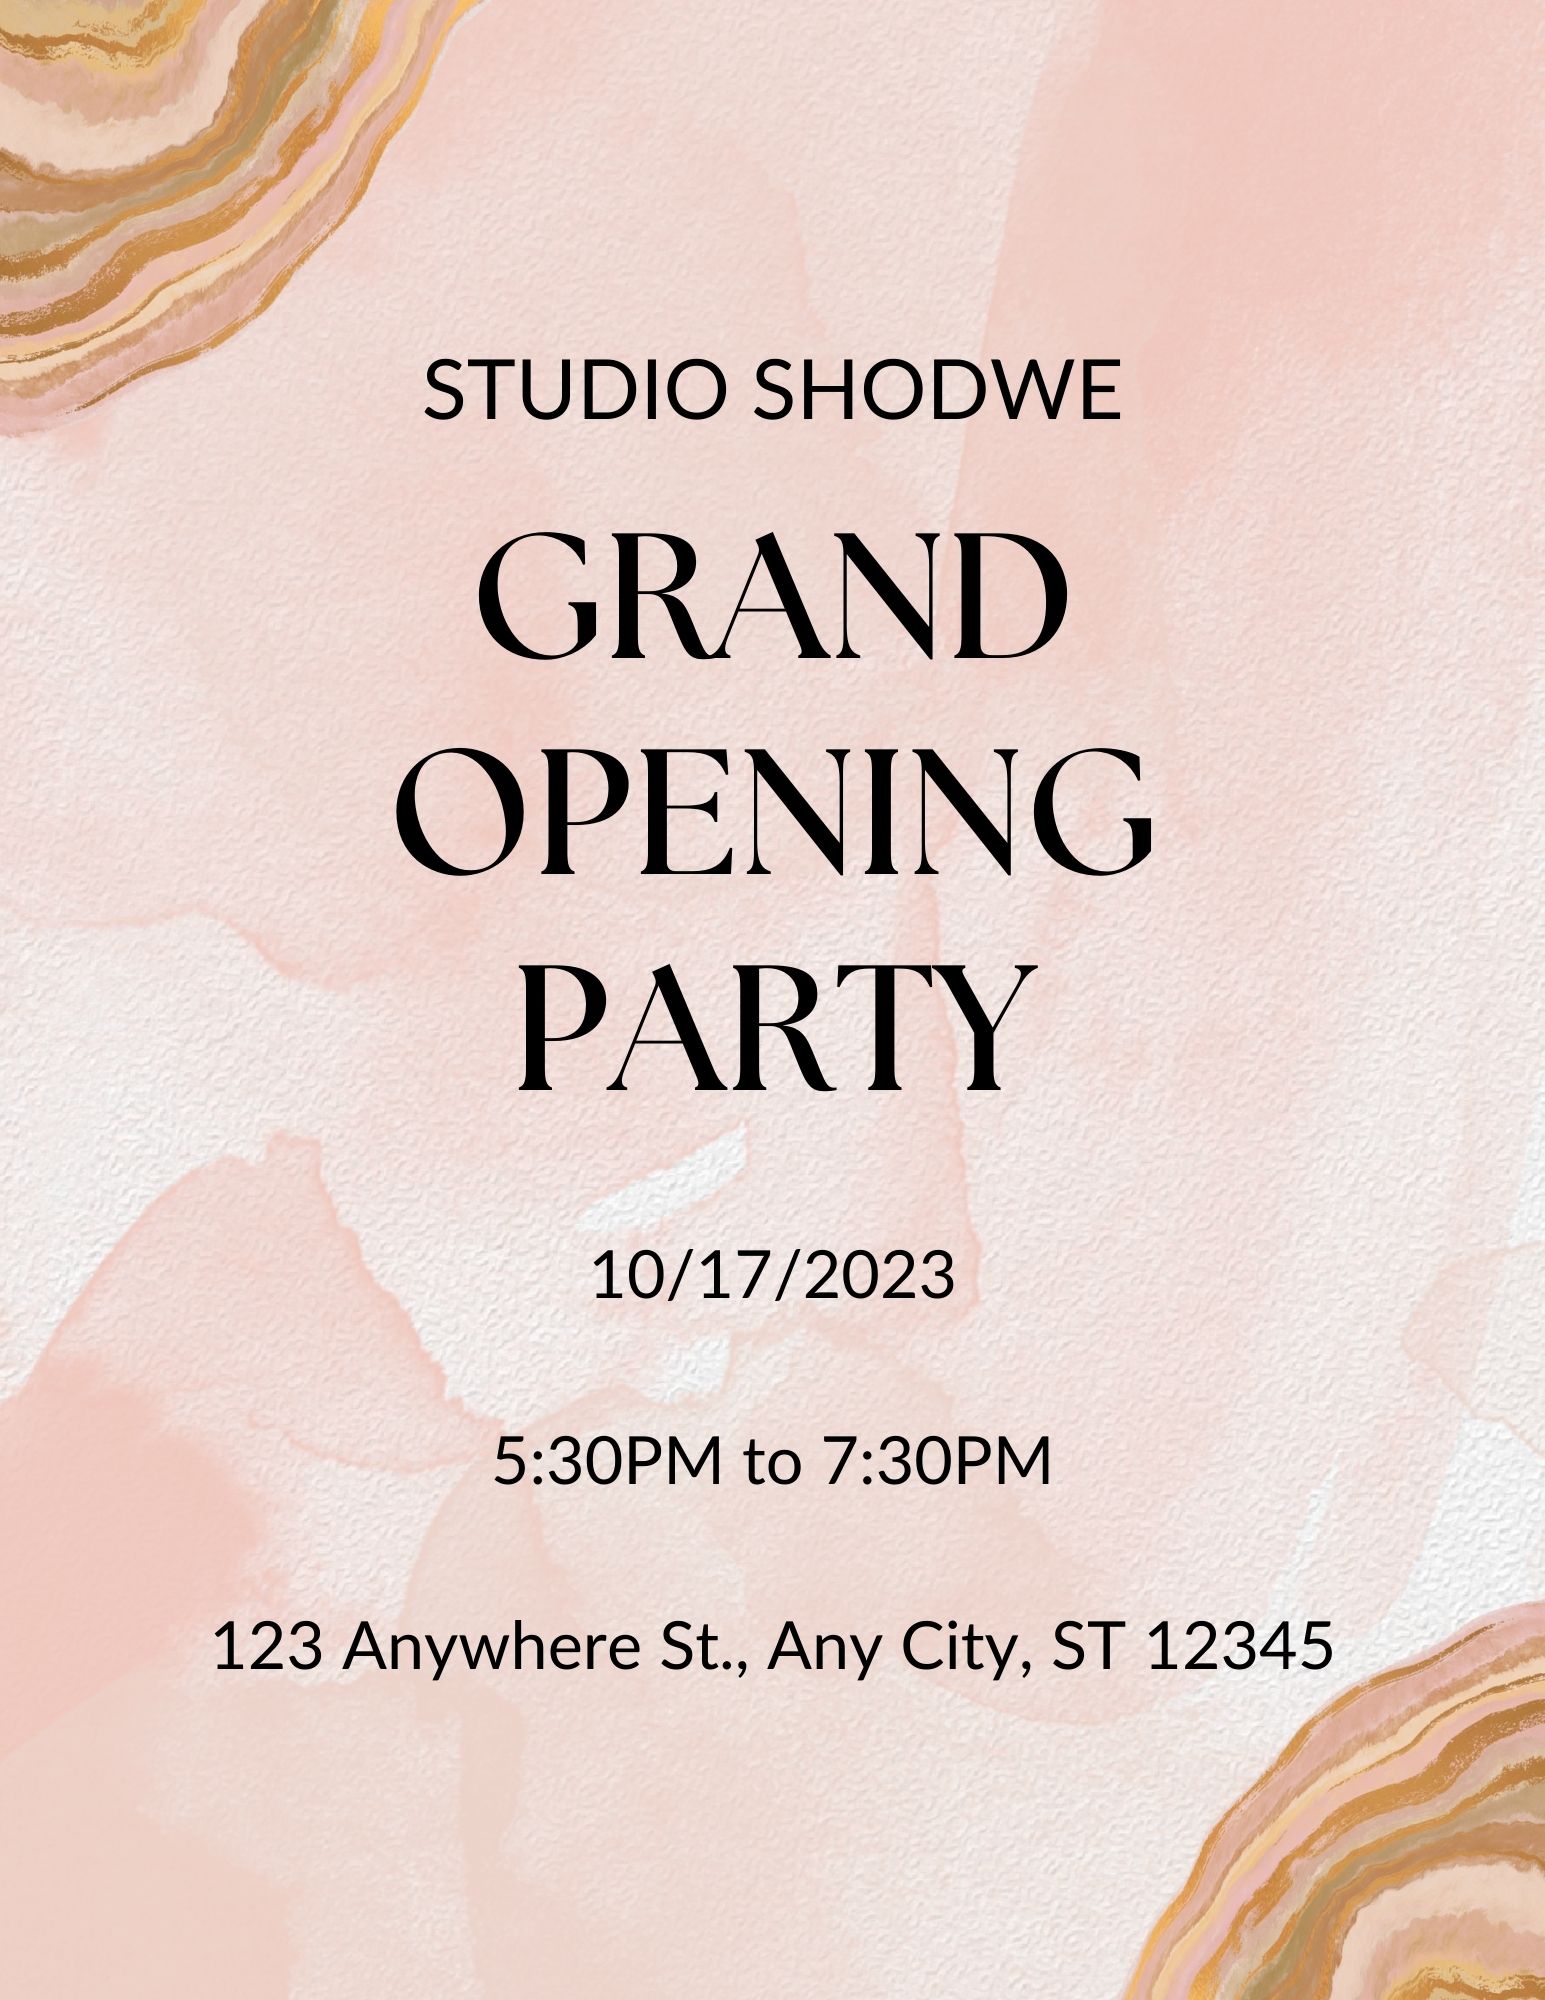 STUDIO SHODWE
GRAND
OPENING
PARTY
10/17/2023
5:30PM to 7:30PM
123 Anywhere St., Any City, ST 12345